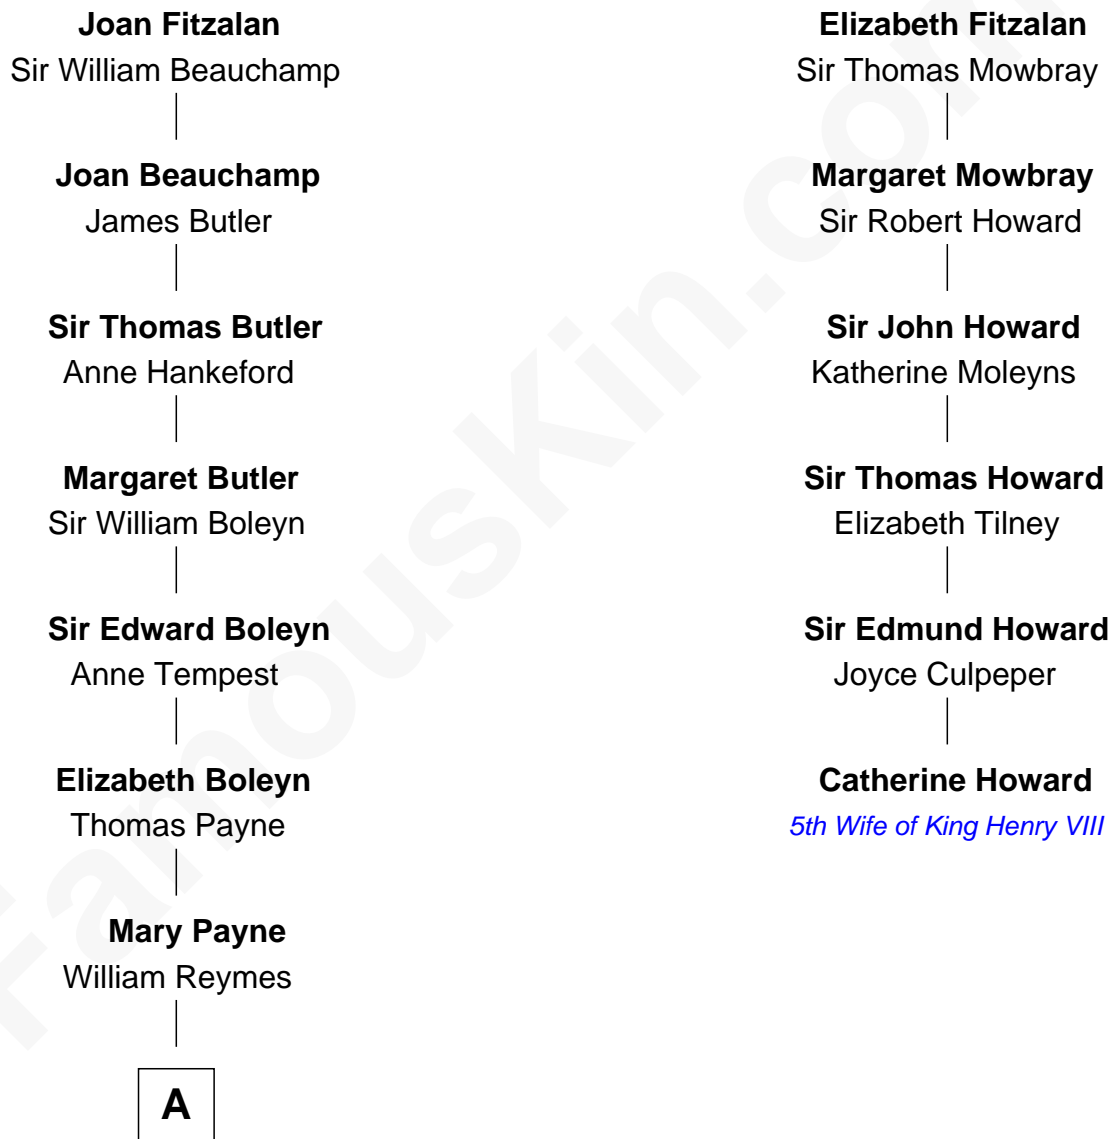 Joan Fitzalan
Sir William Beauchamp
Joan Beauchamp
James Butler
Sir Thomas Butler
Anne Hankeford
Margaret Butler
Sir William Boleyn
Sir Edward Boleyn
Anne Tempest
Elizabeth Boleyn
Thomas Payne
Mary Payne
William Reymes
A
Elizabeth Fitzalan
Sir Thomas Mowbray
Margaret Mowbray
Sir Robert Howard
Sir John Howard
Katherine Moleyns
Sir Thomas Howard
Elizabeth Tilney
Sir Edmund Howard
Joyce Culpeper
Catherine Howard
5th Wife of King Henry VIII
FamousKin.com